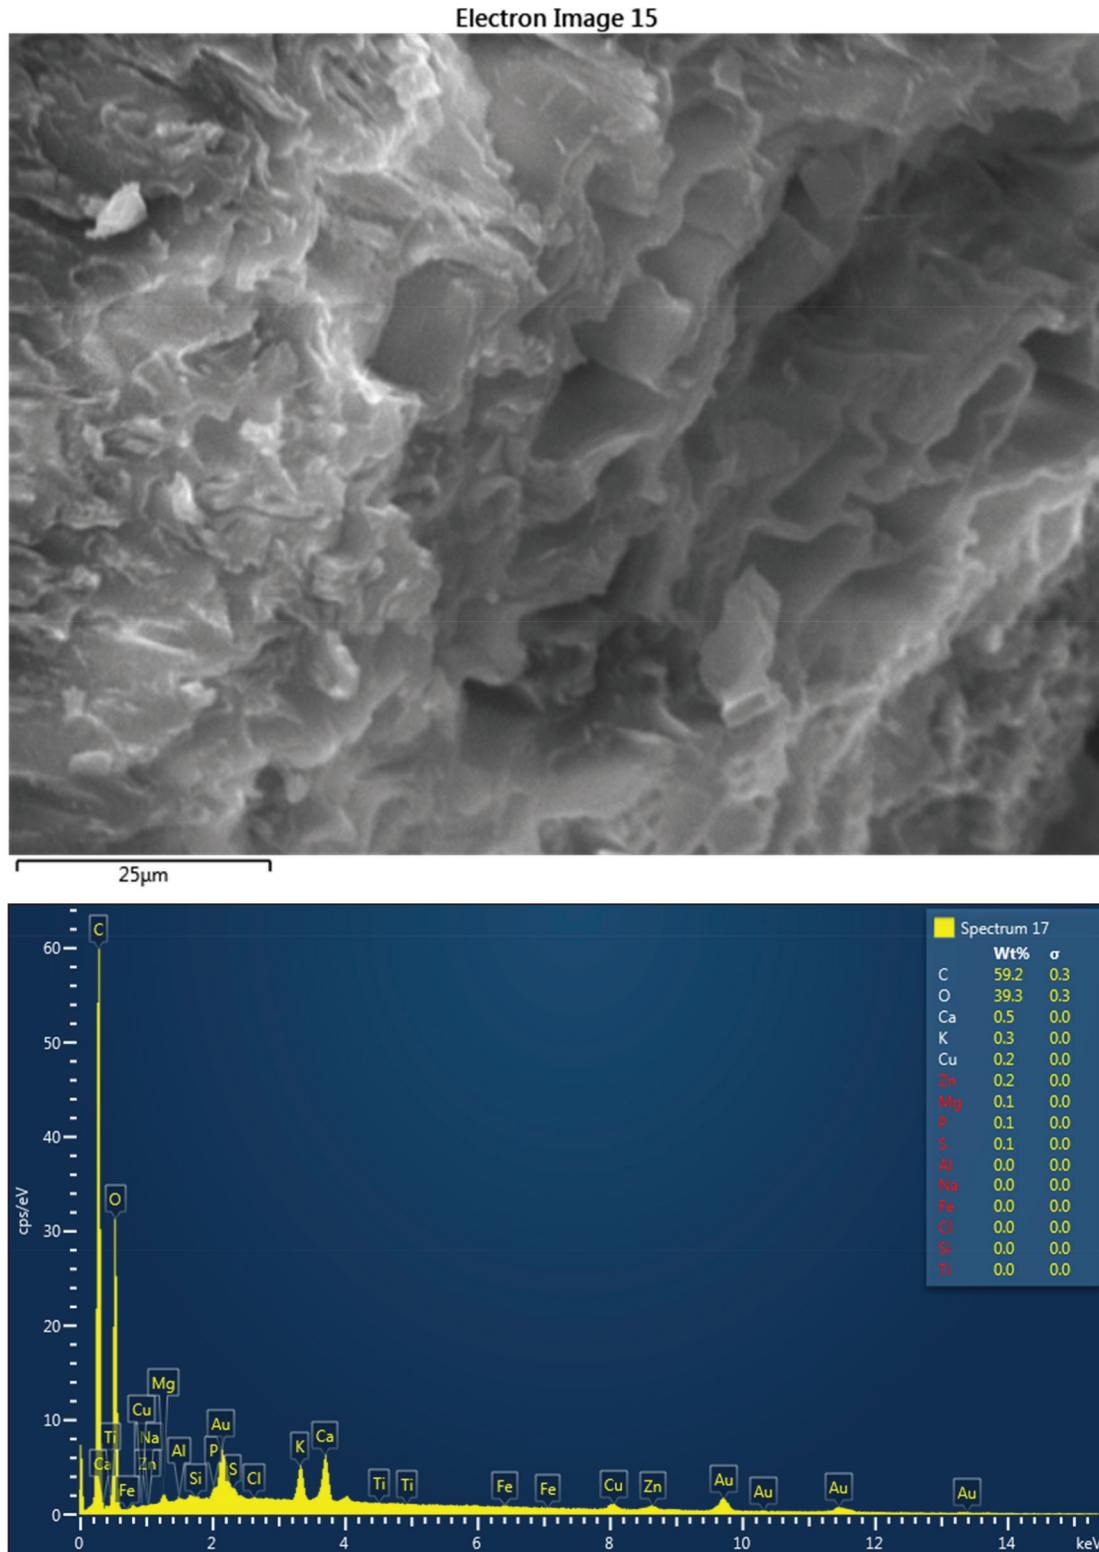 Electron Image 15
25μm
Spectrum 17
Wt% σ
C 59.2 0.3
O 39.3 0.3
Ca 0.5 0.0
K 0.3 0.0
Cu 0.2 0.0
Zn 0.2 0.0
Mg 0.1 0.0
P 0.1 0.0
S 0.1 0.0
Al 0.0 0.0
Na 0.0 0.0
Fe 0.0 0.0
Cl 0.0 0.0
Si 0.0 0.0
Ti 0.0 0.0
cps/eV
60
50
40
30
20
10
0
C
O
Mg
Cu
Ti Na
Ca Zn
Fe Al Si P Au S Cl K Ca Ti Ti Fe Fe Cu Zn Au Au Au Au
0 2 4 6 8 10 12 14 keV